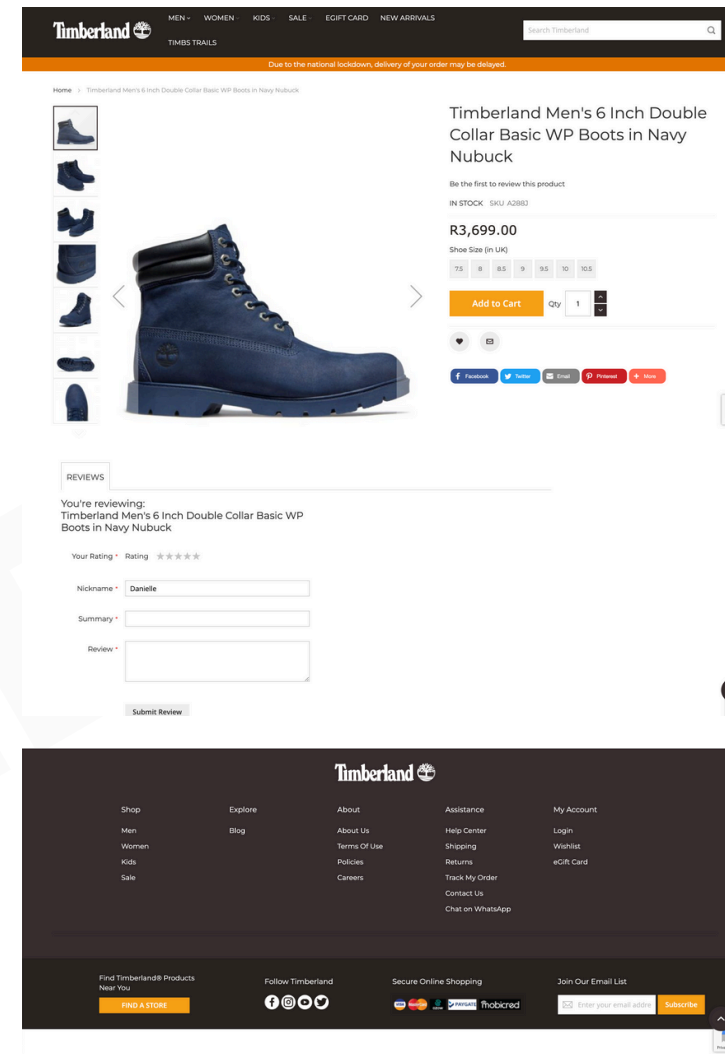 Timberland
MEN WOMEN KIDS SALE EGIFT CARD NEW ARRIVALS
TIMBS TRAILS
Search Timberland
Due to the national lockdown, delivery of your order may be delayed.
Home > Timberland Men's 6 Inch Double Collar Basic WP Boots in Navy Nubuck
Timberland Men's 6 Inch Double
Collar Basic WP Boots in Navy
Nubuck
Be the first to review this product
IN STOCK SKU A288J
R3,699.00
Shoe Size (in UK)
7.5 8 8.5 9 9.5 10 10.5
Add to Cart Qty 1
Facebook Twitter Email Pinterest More
REVIEWS
You're reviewing:
Timberland Men's 6 Inch Double Collar Basic WP
Boots in Navy Nubuck
Your Rating * Rating
Nickname * Danielle
Summary *
Review *
Submit Review
Timberland
Shop Explore About Assistance My Account
Men Blog About Us Help Center Login
Women Terms Of Use Shipping Wishlist
Kids Policies Returns eGift Card
Sale Careers Track My Order
Contact Us
Chat on WhatsApp
Find Timberland® Products
Near You
FIND A STORE
Follow Timberland
Secure Online Shopping
VISA PAYGATE mobicred
Join Our Email List
Enter your email addre Subscribe